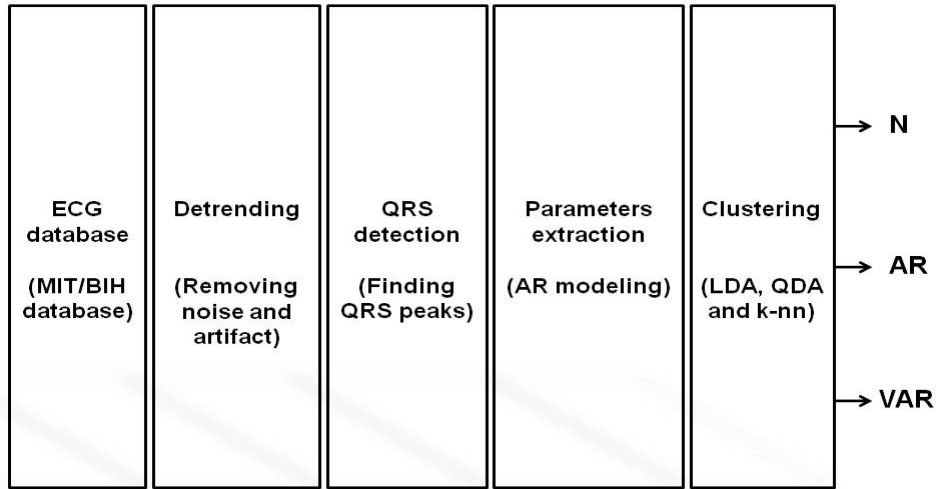 ECG
database
(MIT/BIH
database)
Detrending
(Removing
noise and
artifact)
QRS
detection
(Finding
QRS peaks)
Parameters
extraction
(AR modeling)
Clustering
(LDA, QDA
and k-nn)
N
AR
VAR